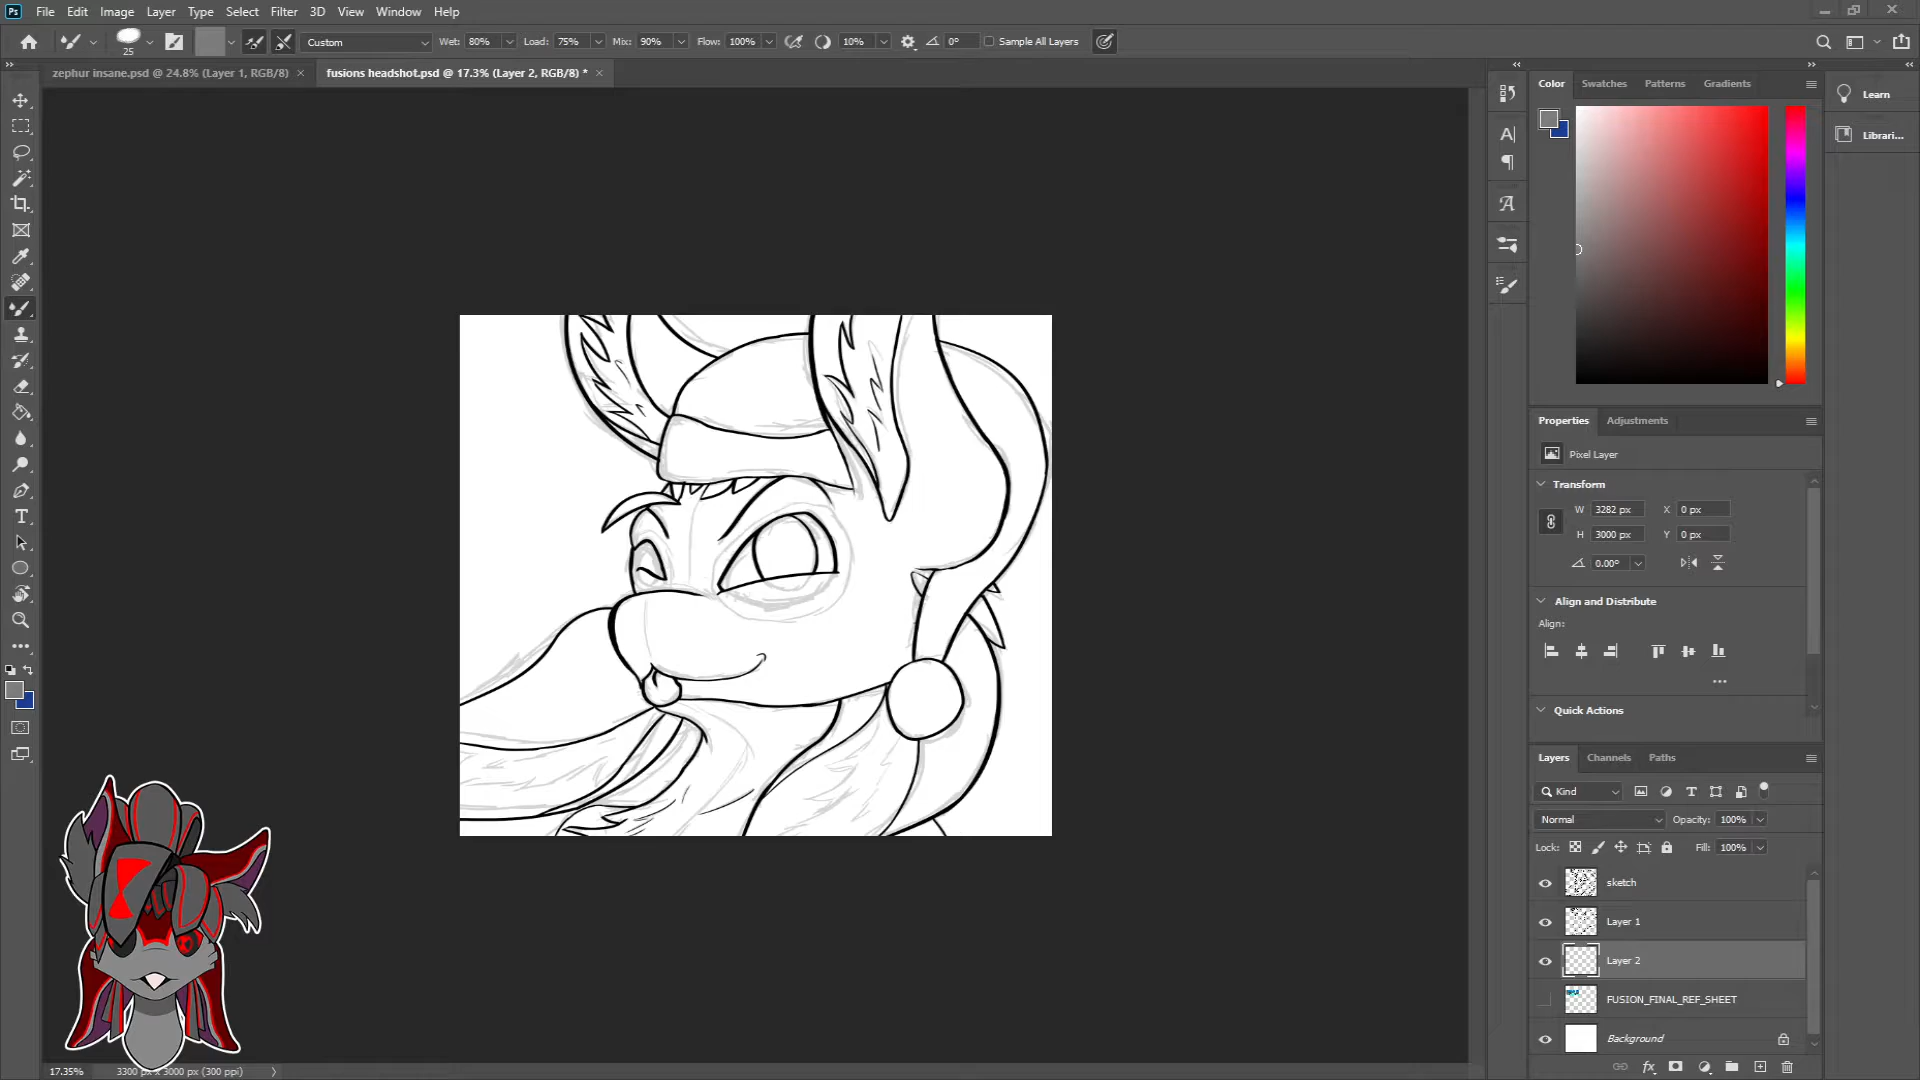 Ps File Edit Image Layer Type Select Filter 3D View Window Help
25 Custom Wet: 80% Load: 75% Mix: 90% Flow: 100% 10% 0° Sample All Layers
zephur insane.psd @ 24.8% (Layer 1, RGB/8) × fusions headshot.psd @ 17.3% (Layer 2, RGB/8) * ×
Color Swatches Patterns Gradients
Learn
Librari...
Properties Adjustments
Pixel Layer
Transform
W 3282 px X 0 px
H 3000 px Y 0 px
0.00°
Align and Distribute
Align:
Quick Actions
Layers Channels Paths
Kind
Normal Opacity: 100%
Lock: Fill: 100%
sketch
Layer 1
Layer 2
FUSION_FINAL_REF_SHEET
Background
17.35% 3300 px x 3000 px (300 ppi)